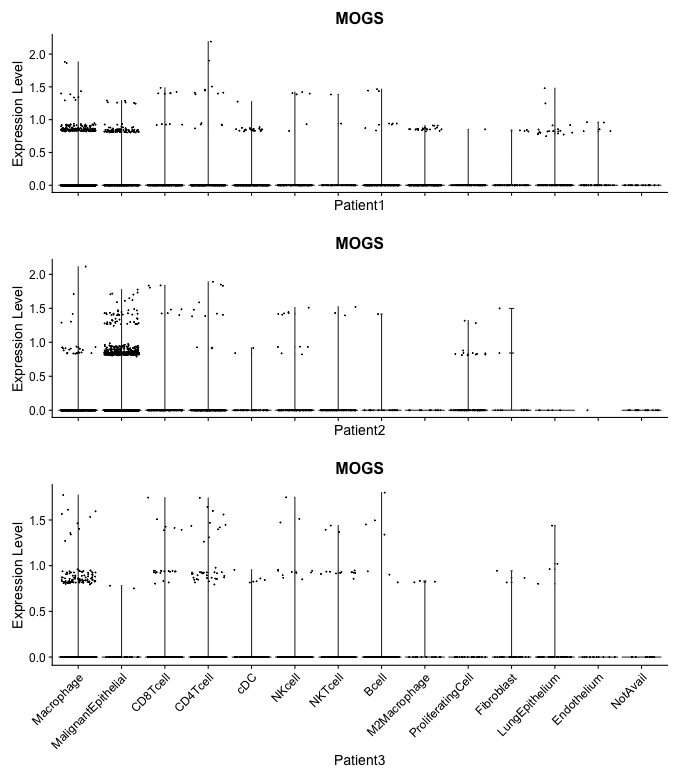 MOGS
Expression Level
2.0
1.5
1.0
0.5
0.0
Patient1
MOGS
Expression Level
2.0
1.5
1.0
0.5
0.0
Patient2
MOGS
Expression Level
1.5
1.0
0.5
0.0
Macrophage
MalignantEpithelial
CD8Tcell
CD4Tcell
cDC
NKcell
NKTcell
Bcell
M2Macrophage
ProliferatingCell
Fibroblast
LungEpithelium
Endothelium
NotAvail
Patient3